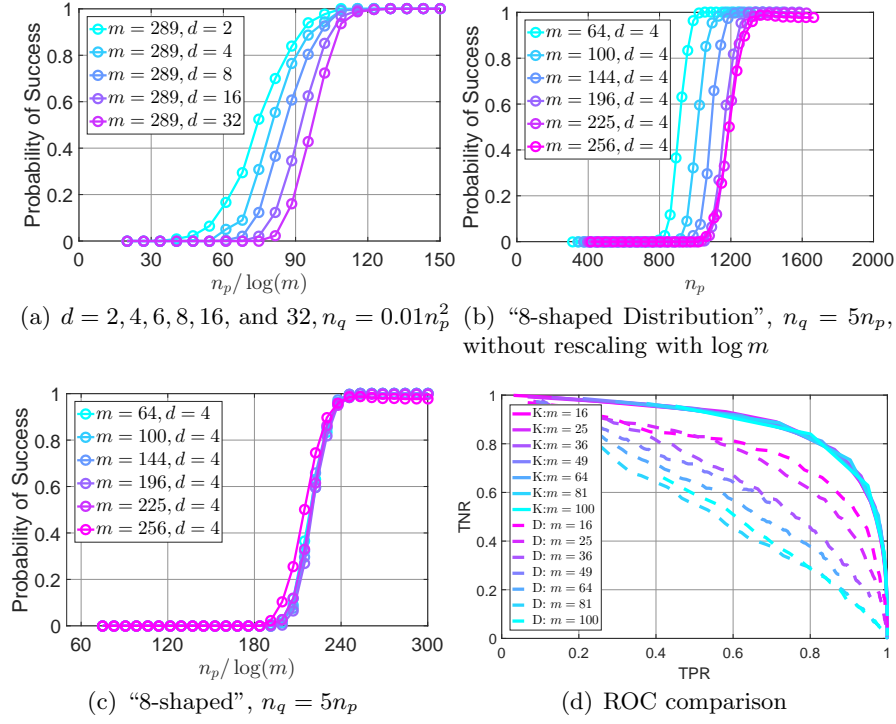 Probability of Success
1
0.8
0.6
0.4
0.2
0
m = 289, d = 2
m = 289, d = 4
m = 289, d = 8
m = 289, d = 16
m = 289, d = 32
0 30 60 90 120 150
n_p/ log(m)
(a) d = 2, 4, 6, 8, 16, and 32, n_q = 0.01n_p^2
Probability of Success
1
0.8
0.6
0.4
0.2
0
m = 64, d = 4
m = 100, d = 4
m = 144, d = 4
m = 196, d = 4
m = 225, d = 4
m = 256, d = 4
0 400 800 1200 1600 2000
n_p
(b) “8-shaped Distribution”, n_q = 5n_p,
without rescaling with log m
Probability of Success
1
0.8
0.6
0.4
0.2
0
m = 64, d = 4
m = 100, d = 4
m = 144, d = 4
m = 196, d = 4
m = 225, d = 4
m = 256, d = 4
60 120 180 240 300
n_p/ log(m)
(c) “8-shaped”, n_q = 5n_p
TNR
1
0.8
0.6
0.4
0.2
0
K:m = 16
K:m = 25
K:m = 36
K:m = 49
K:m = 64
K:m = 81
K:m = 100
D: m = 16
D: m = 25
D: m = 36
D: m = 49
D: m = 64
D: m = 81
D: m = 100
0 0.2 0.4 0.6 0.8 1
TPR
(d) ROC comparison